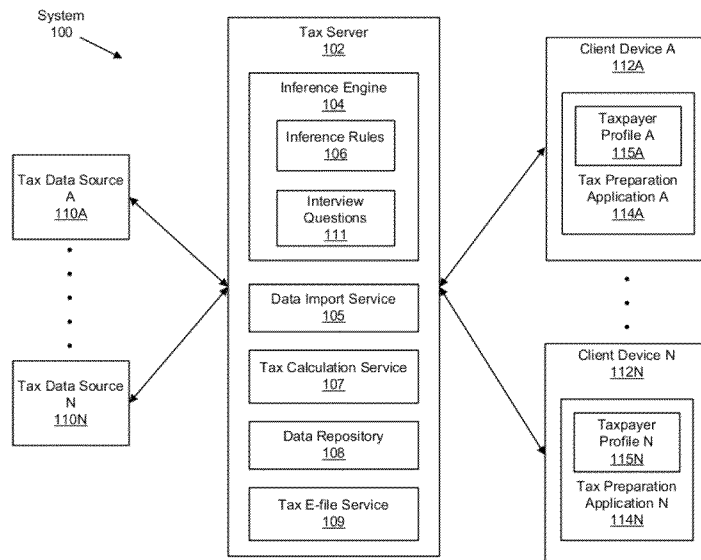 System
100
Tax Server
102
Inference Engine
104
Inference Rules
106
Interview
Questions
111
Data Import Service
105
Tax Calculation Service
107
Data Repository
108
Tax E-file Service
109
Tax Data Source
A
110A
Tax Data Source
N
110N
Client Device A
112A
Taxpayer
Profile A
115A
Tax Preparation
Application A
114A
Client Device N
112N
Taxpayer
Profile N
115N
Tax Preparation
Application N
114N